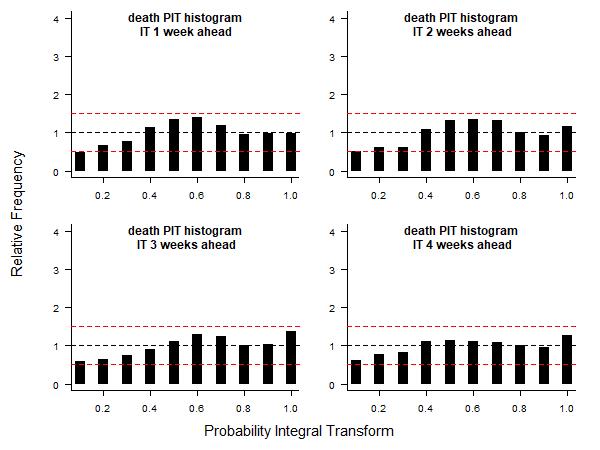 death PIT histogram
IT 1 week ahead
4
3
2
1
0
0.2 0.4 0.6 0.8 1.0
death PIT histogram
IT 2 weeks ahead
4
3
2
1
0
0.2 0.4 0.6 0.8 1.0
Relative Frequency
death PIT histogram
IT 3 weeks ahead
4
3
2
1
0
0.2 0.4 0.6 0.8 1.0
death PIT histogram
IT 4 weeks ahead
4
3
2
1
0
0.2 0.4 0.6 0.8 1.0
Probability Integral Transform